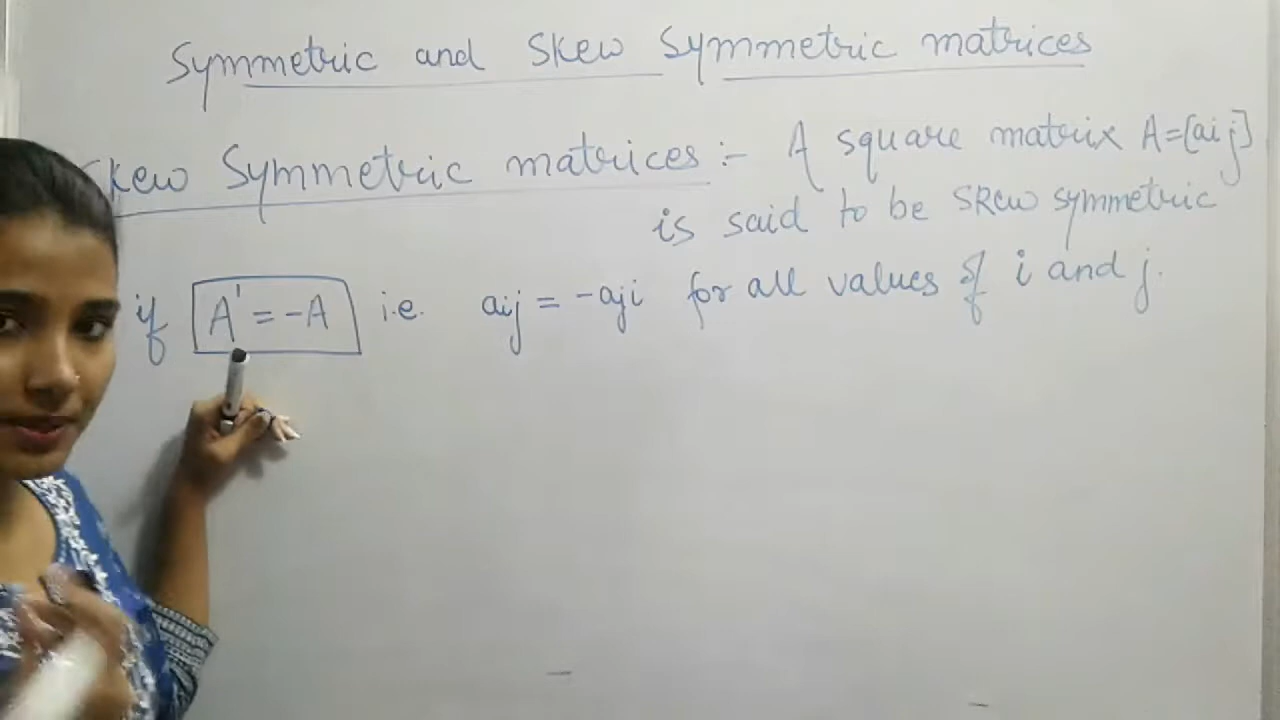 Symmetric and Skew Symmetric matrices
Skew Symmetric matrices :- A square matrix A=[aij]
is said to be skew symmetric
if A' = -A i.e. aij = -aji for all values of i and j.